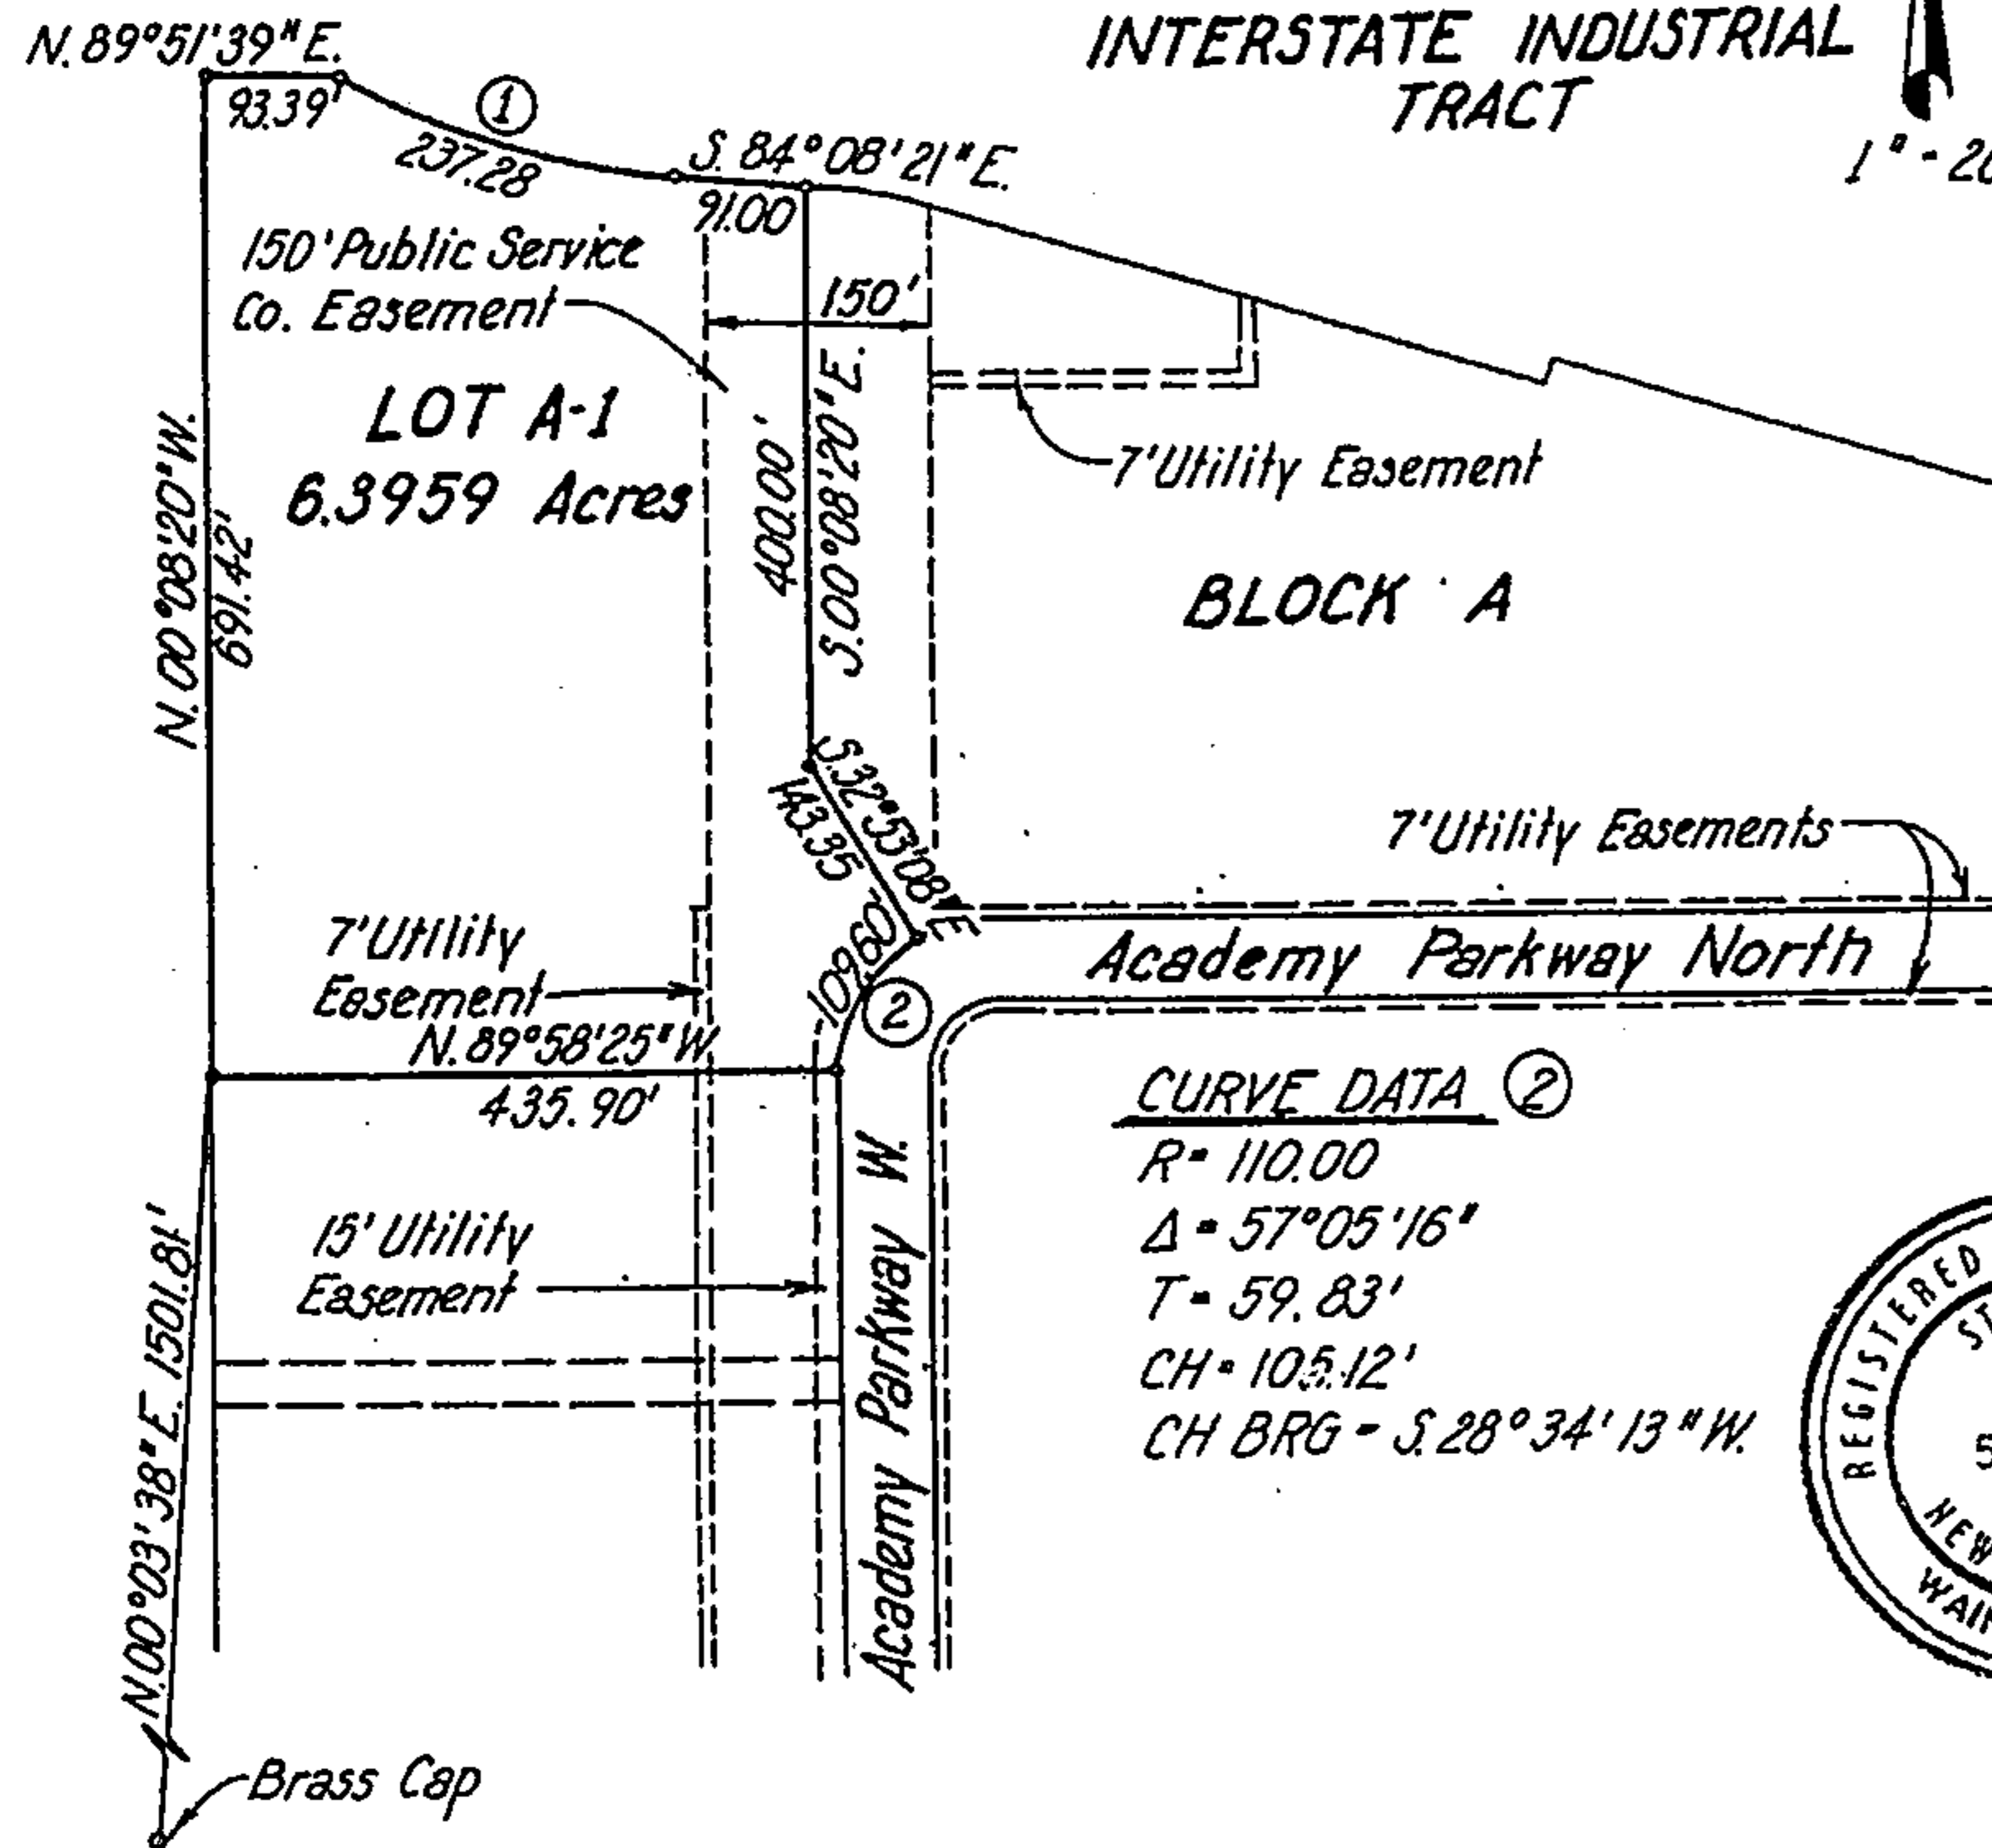 INTERSTATE INDUSTRIAL
TRACT
N. 89°51'39"E.
93.39'
1
237.28
S. 84°08'21"E.
91.00
150' Public Service
Co. Easement
150'
LOT A-1
6.3959 Acres
N. 00°08'20"W.
691.42'
400.00'
S. 00°08'20"E.
7' Utility Easement
BLOCK A
S. 32°53'08"E
143.35
7' Utility Easements
7' Utility
Easement
109.60'
2
Academy Parkway North
N. 89°58'25"W
435.90'
CURVE DATA 2
R = 110.00
Δ = 57°05'16"
T = 59.83'
CH = 105.12'
CH BRG = S. 28°34'13"W.
15' Utility
Easement
Academy Parkway W.
N. 00°03'38"E. 1501.81'
Brass Cap
REGISTERED
NEW